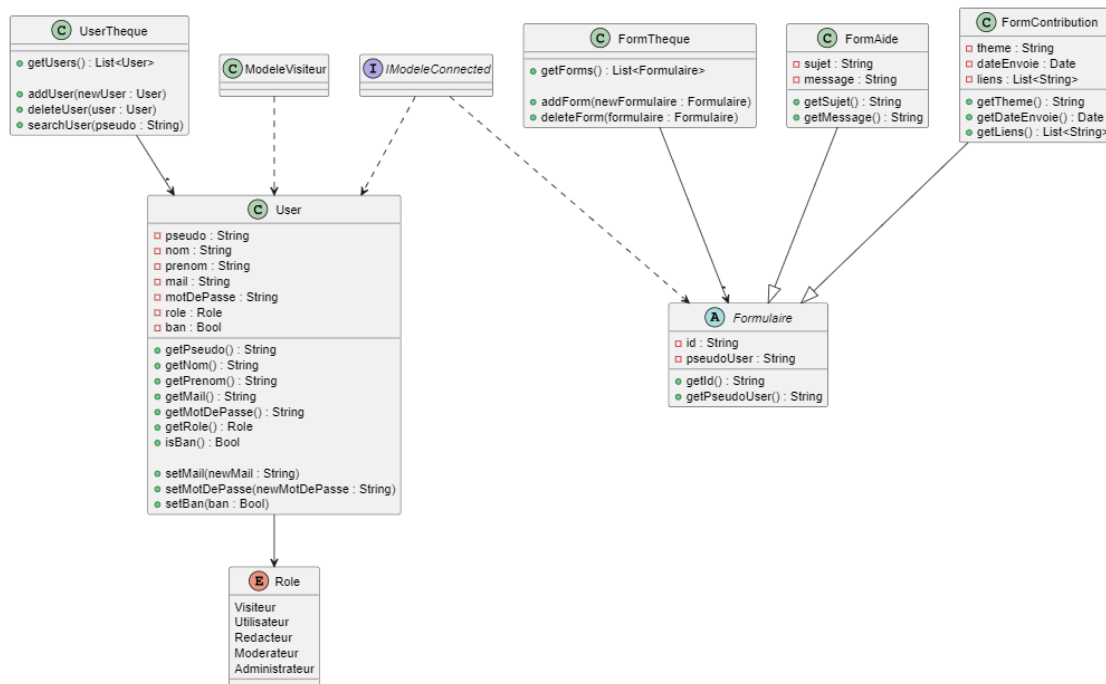 C UserTheque
getUsers() : List<User>
addUser(newUser : User)
deleteUser(user : User)
searchUser(pseudo : String)
C ModeleVisiteur
I IModeleConnected
C FormTheque
getForms() : List<Formulaire>
addForm(newFormulaire : Formulaire)
deleteForm(formulaire : Formulaire)
C FormAide
sujet : String
message : String
getSujet() : String
getMessage() : String
C FormContribution
theme : String
dateEnvoie : Date
liens : List<String>
getTheme() : String
getDateEnvoie() : Date
getLiens() : List<String>
*
C User
pseudo : String
nom : String
prenom : String
mail : String
motDePasse : String
role : Role
ban : Bool
getPseudo() : String
getNom() : String
getPrenom() : String
getMail() : String
getMotDePasse() : String
getRole() : Role
isBan() : Bool
setMail(newMail : String)
setMotDePasse(newMotDePasse : String)
setBan(ban : Bool)
*
A Formulaire
id : String
pseudoUser : String
getId() : String
getPseudoUser() : String
E Role
Visiteur
Utilisateur
Redacteur
Moderateur
Administrateur